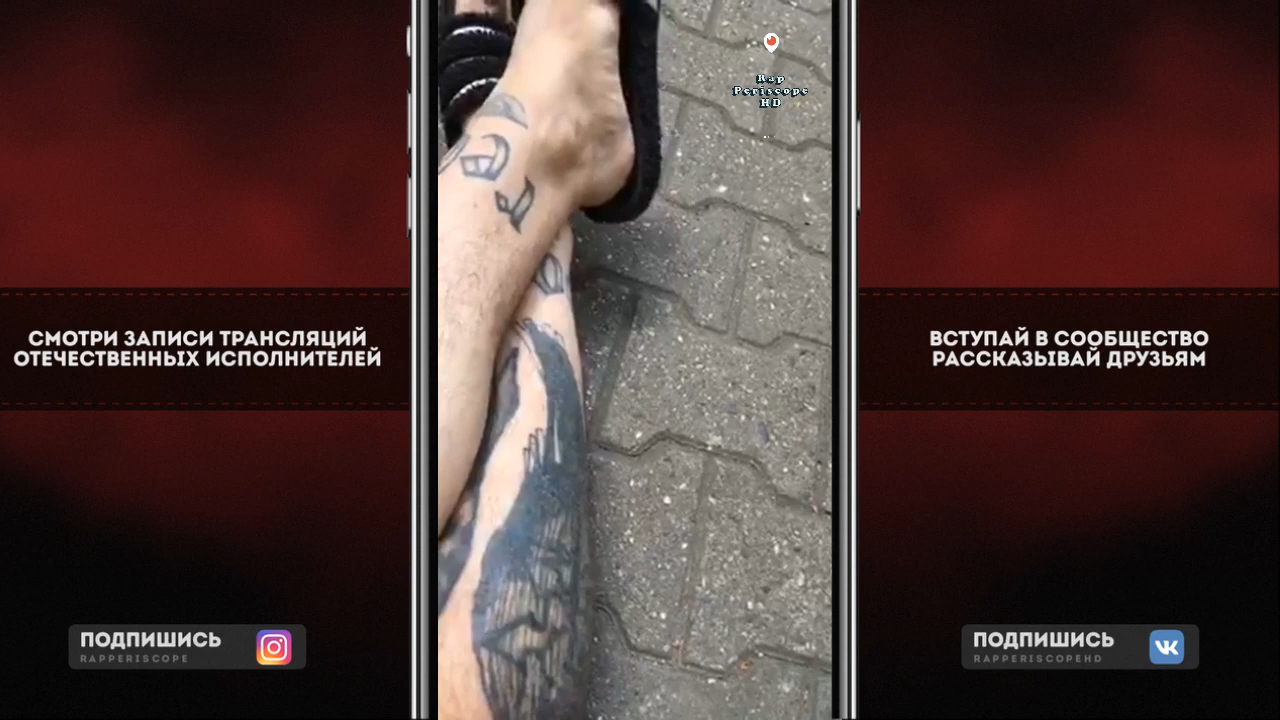 Rap
Periscope
HD
СМОТРИ ЗАПИСИ ТРАНСЛЯЦИЙ
ОТЕЧЕСТВЕННЫХ ИСПОЛНИТЕЛЕЙ
ВСТУПАЙ В СООБЩЕСТВО
РАССКАЗЫВАЙ ДРУЗЬЯМ
ПОДПИШИСЬ
RAPPERISCOPE
ПОДПИШИСЬ
RAPPERISCOPEHD